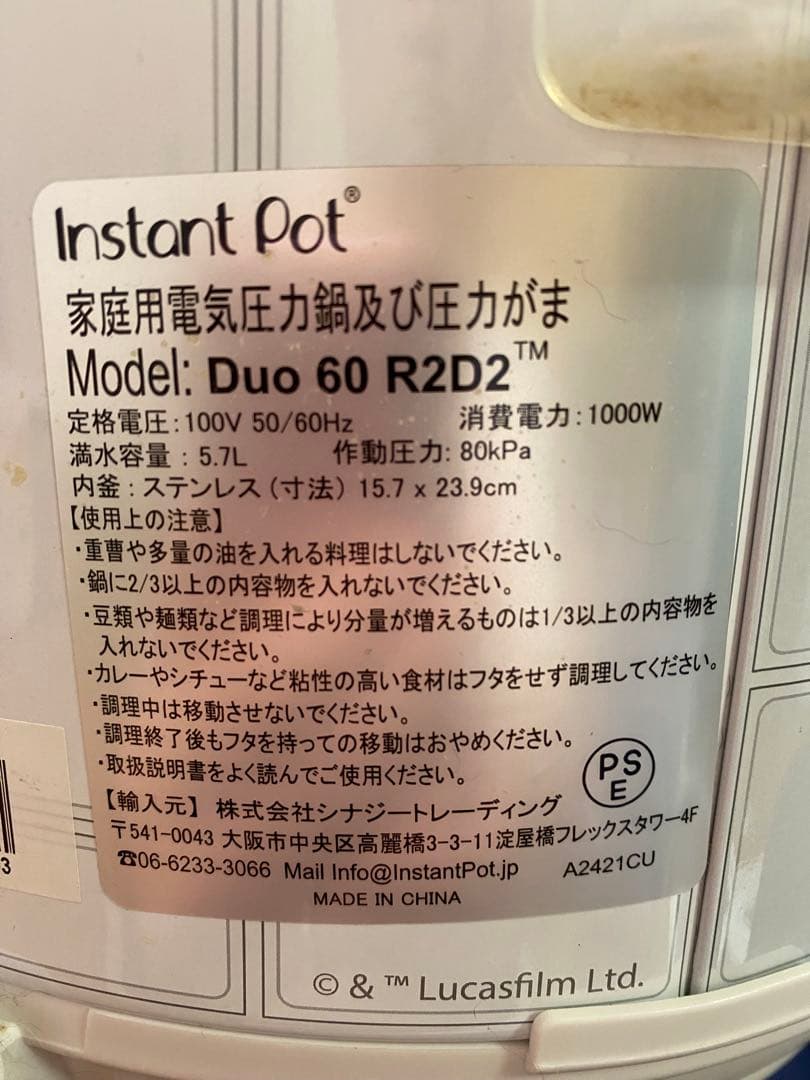 Instant Pot®
家庭用電気圧力鍋及び圧力がま
Model: Duo 60 R2D2™
定格電圧:100V 50/60Hz 消費電力:1000W
満水容量 : 5.7L 作動圧力: 80kPa
内釜 : ステンレス (寸法) 15.7 x 23.9cm
【使用上の注意】
・重曹や多量の油を入れる料理はしないでください。
・鍋に2/3以上の内容物を入れないでください。
・豆類や麺類など調理により分量が増えるものは1/3以上の内容物を
入れないでください。
・カレーやシチューなど粘性の高い食材はフタをせず調理してください。
・調理中は移動させないでください。
・調理終了後もフタを持っての移動はおやめください。
・取扱説明書をよく読んでご使用ください。
PS
E
【輸入元】 株式会社シナジートレーディング
〒541-0043 大阪市中央区高麗橋3-3-11淀屋橋フレックスタワー4F
☎06-6233-3066 Mail Info@InstantPot.jp A2421CU
MADE IN CHINA
3
© & ™ Lucasfilm Ltd.